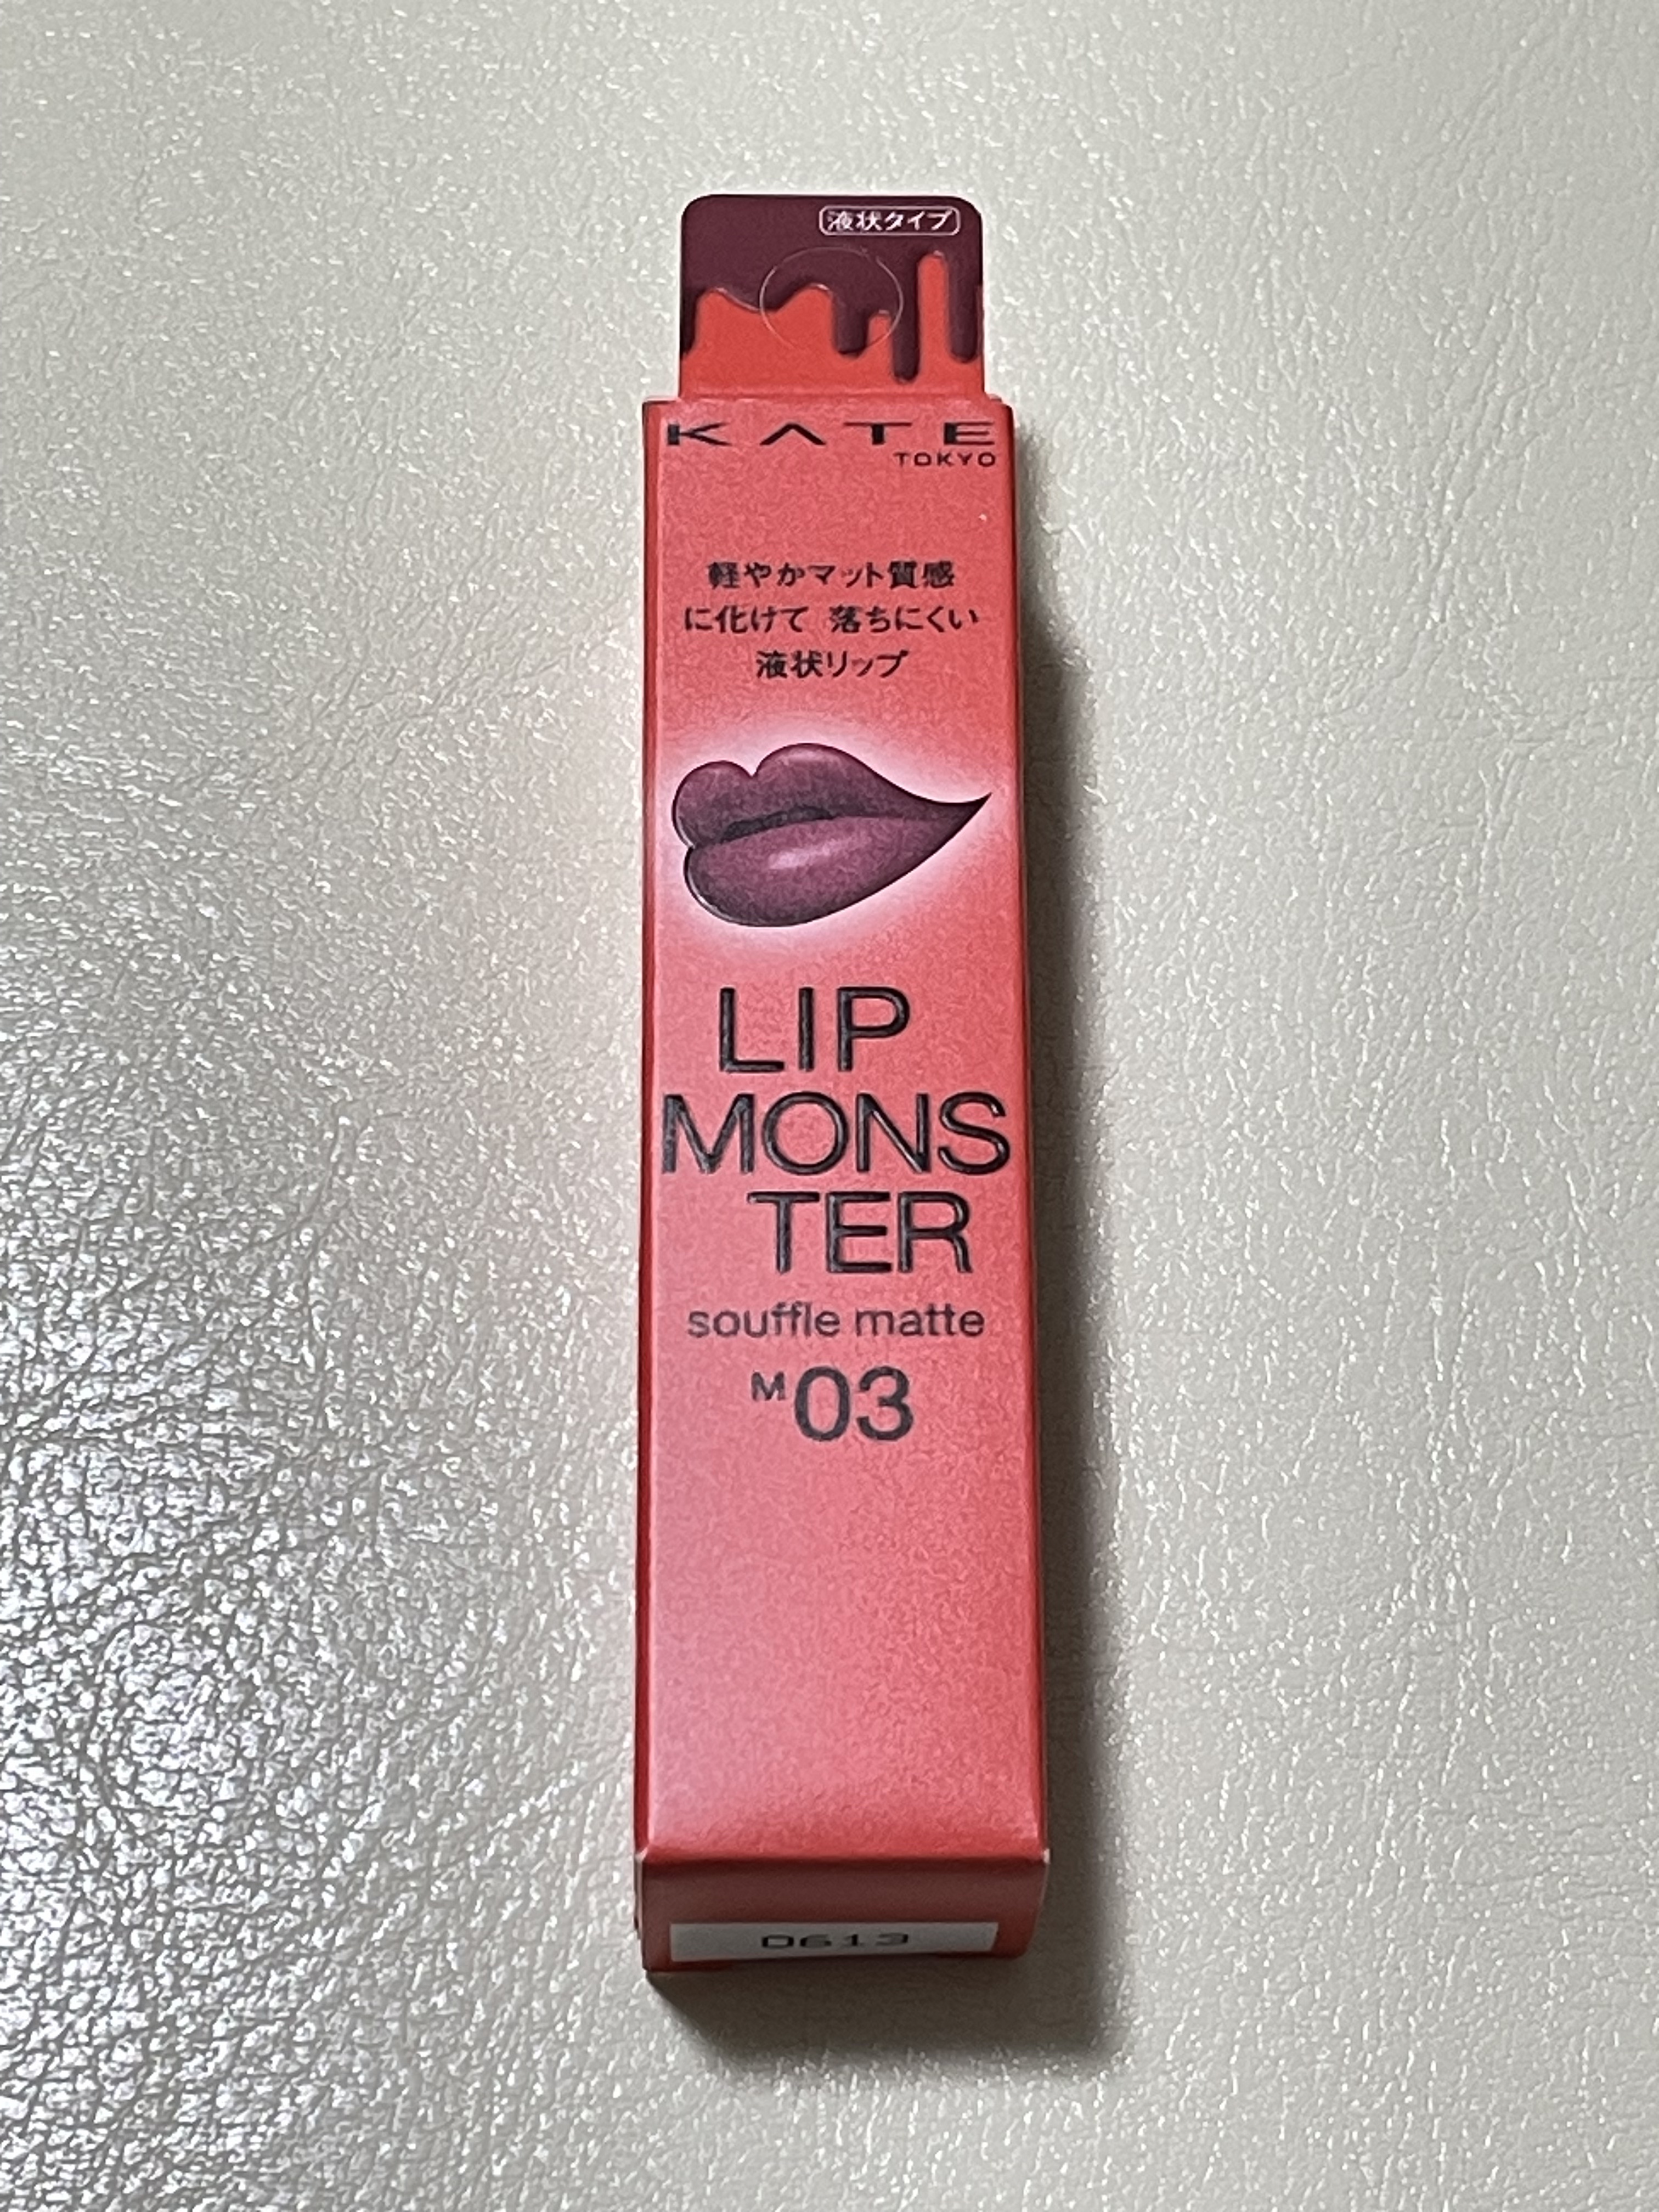 液状タイプ
KATE
TOKYO
軽やかマット質感
に化けて 落ちにくい
液状リップ
LIP
MONS
TER
souffle matte
M03
D613